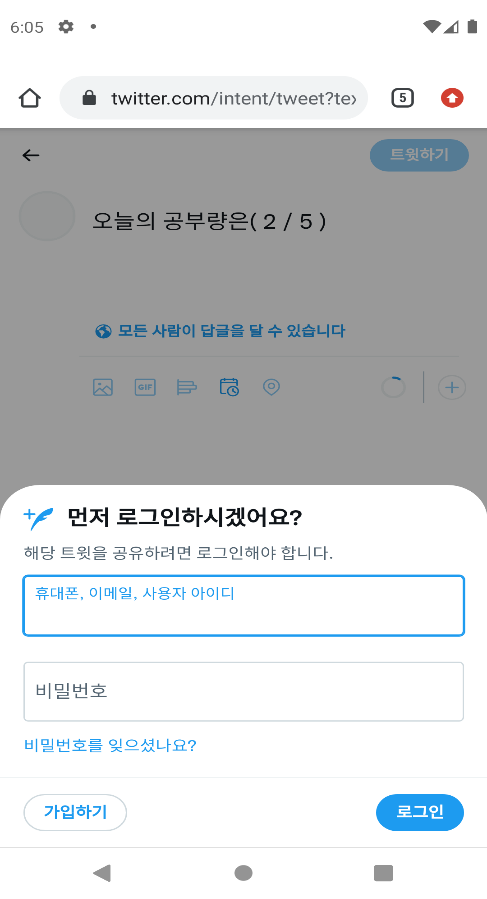 6:05
twitter.com/intent/tweet?tex
5
트윗하기
오늘의 공부량은( 2 / 5 )
모든 사람이 답글을 달 수 있습니다
GIF
먼저 로그인하시겠어요?
해당 트윗을 공유하려면 로그인해야 합니다.
휴대폰, 이메일, 사용자 아이디
비밀번호
비밀번호를 잊으셨나요?
가입하기
로그인